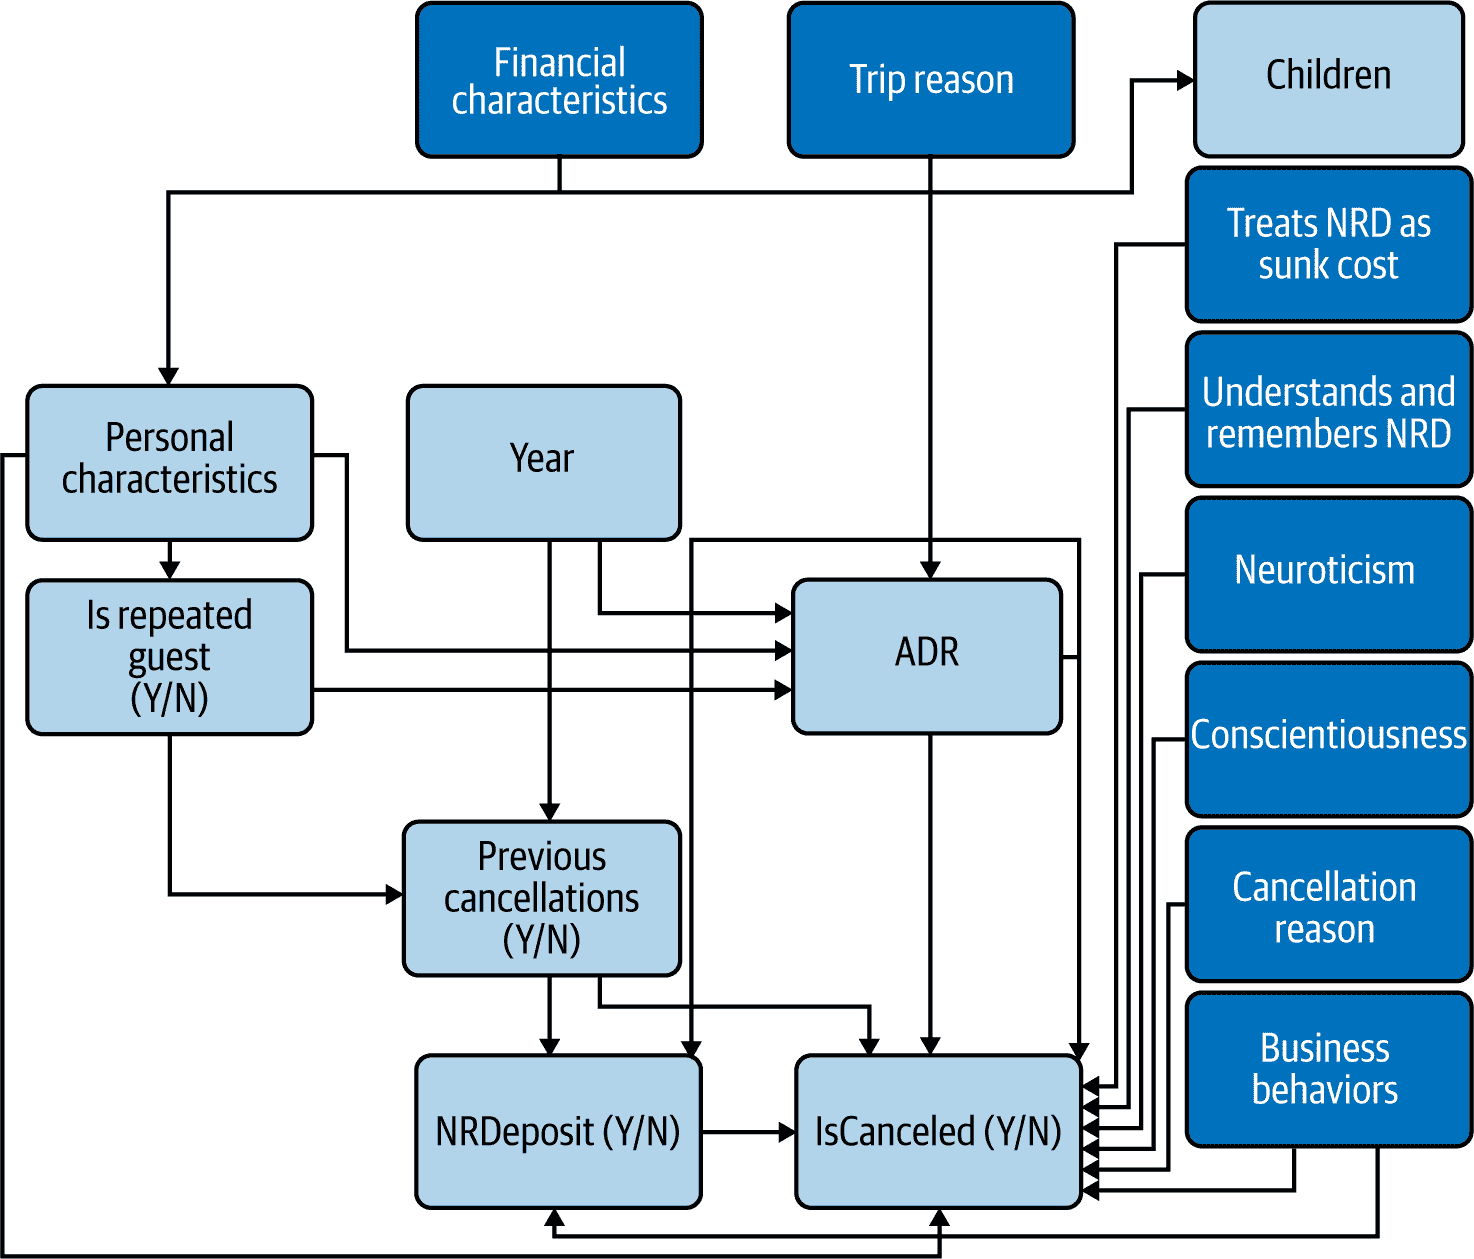 Financial
characteristics
Trip reason
Children
Treats NRD as
sunk cost
Understands and
remembers NRD
Personal
characteristics
Year
Neuroticism
Is repeated
guest
(Y/N)
ADR
Conscientiousness
Previous
cancellations
(Y/N)
Cancellation
reason
Business
behaviors
NRDeposit (Y/N)
IsCanceled (Y/N)